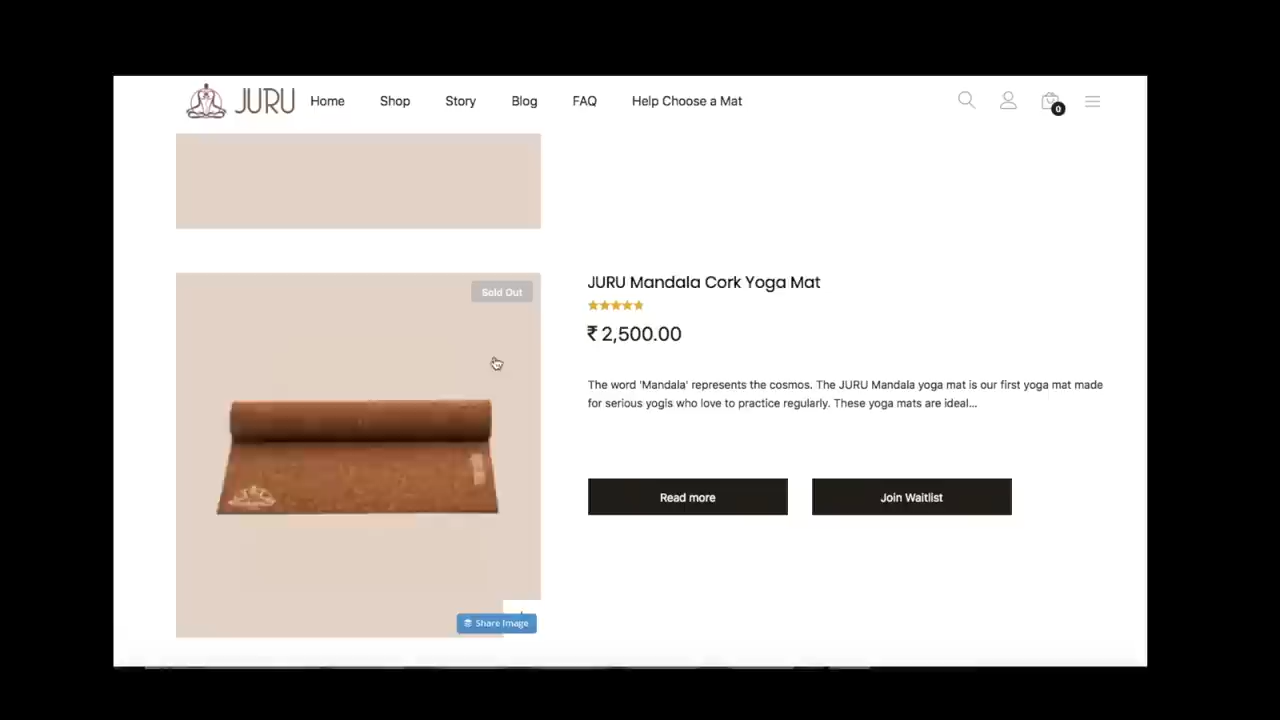 JURU Home Shop Story Blog FAQ Help Choose a Mat 0
Sold Out
JURU Mandala Cork Yoga Mat
₹ 2,500.00
The word 'Mandala' represents the cosmos. The JURU Mandala yoga mat is our first yoga mat made
for serious yogis who love to practice regularly. These yoga mats are ideal...
Read more Join Waitlist
Share Image